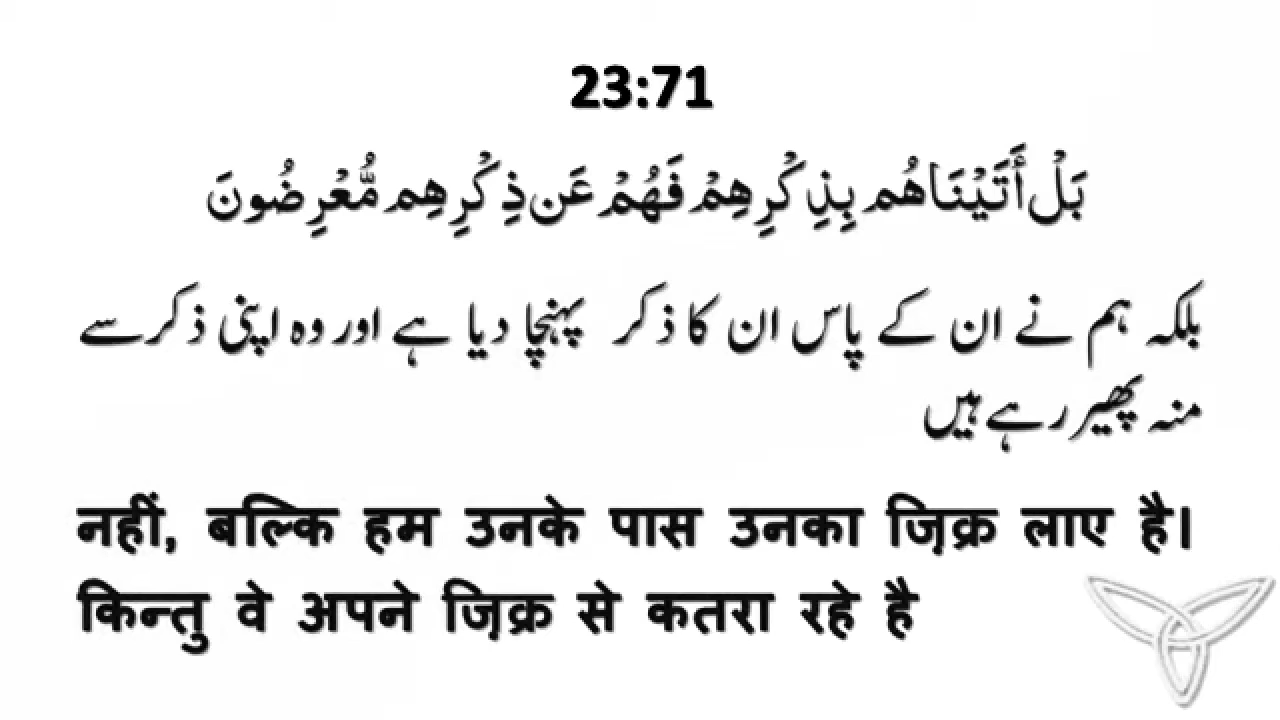 23:71
بَلْ أَتَيْنَاهُم بِذِكْرِهِمْ فَهُمْ عَن ذِكْرِهِم مُّعْرِضُونَ
بلکہ ہم نے ان کے پاس ان کا ذکر پہنچا دیا ہے اور وہ اپنی ذکر سے
منہ پھیر رہے ہیں
नहीं, बल्कि हम उनके पास उनका ज़िक्र लाए है।
किन्तु वे अपने ज़िक्र से कतरा रहे है